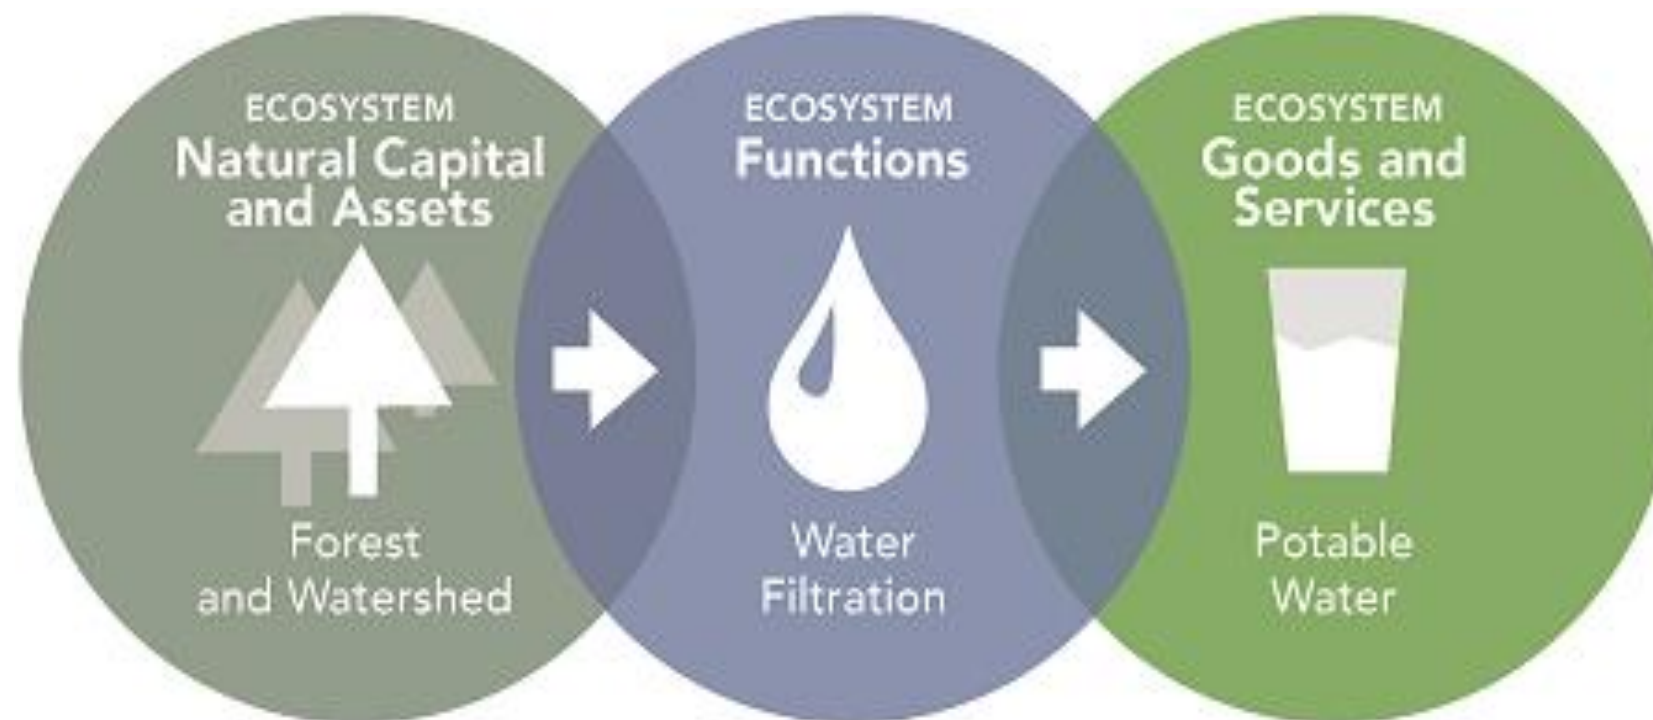 ECOSYSTEM
Natural Capital
and Assets
Forest
and Watershed
ECOSYSTEM
Functions
Water
Filtration
ECOSYSTEM
Goods and
Services
Potable
Water